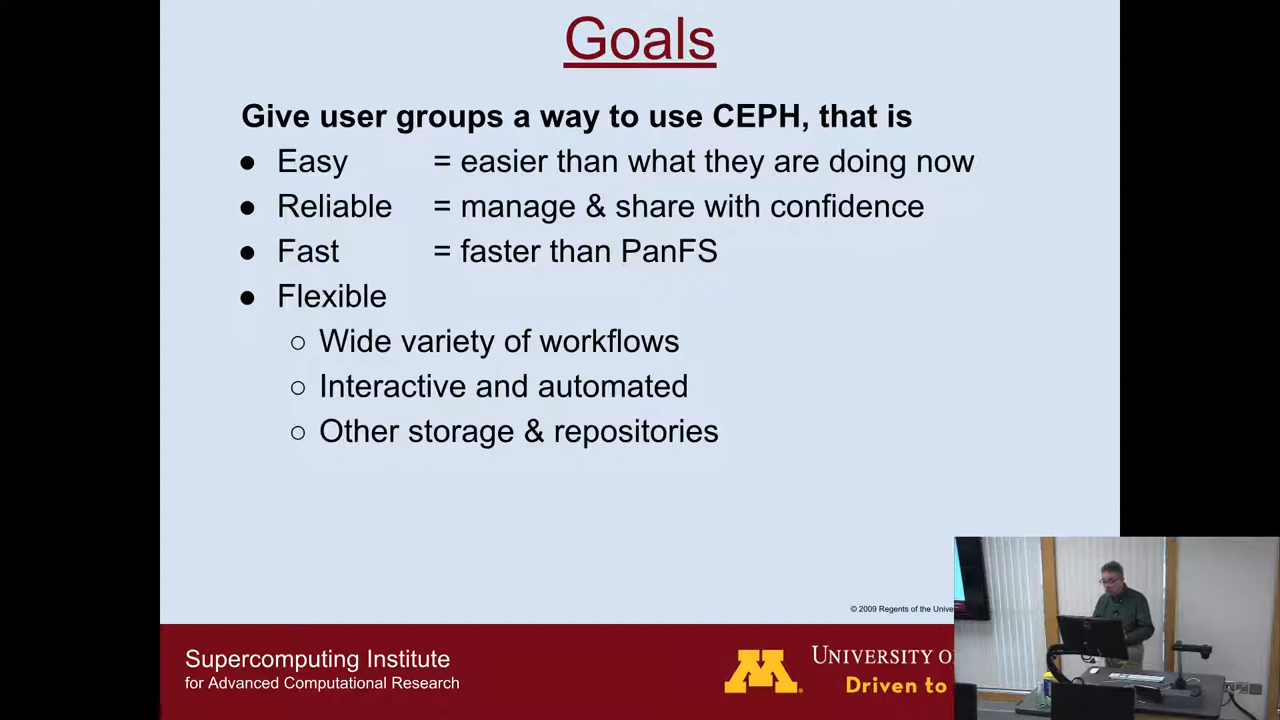 Goals
Give user groups a way to use CEPH, that is
● Easy = easier than what they are doing now
● Reliable = manage & share with confidence
● Fast = faster than PanFS
● Flexible
○ Wide variety of workflows
○ Interactive and automated
○ Other storage & repositories
© 2009 Regents of the Unive
Supercomputing Institute
for Advanced Computational Research
M
UNIVERSITY OF
Driven to